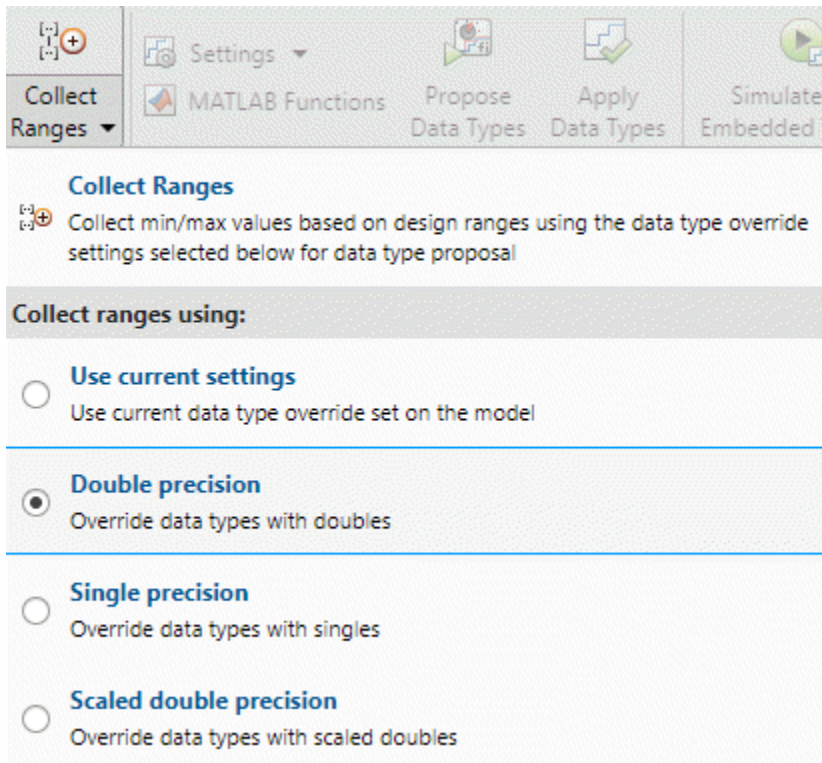 Collect Ranges
Settings
MATLAB Functions
Propose Data Types
Apply Data Types
Simulate
Embedded
Collect Ranges
Collect min/max values based on design ranges using the data type override
settings selected below for data type proposal
Collect ranges using:
Use current settings
Use current data type override set on the model
Double precision
Override data types with doubles
Single precision
Override data types with singles
Scaled double precision
Override data types with scaled doubles